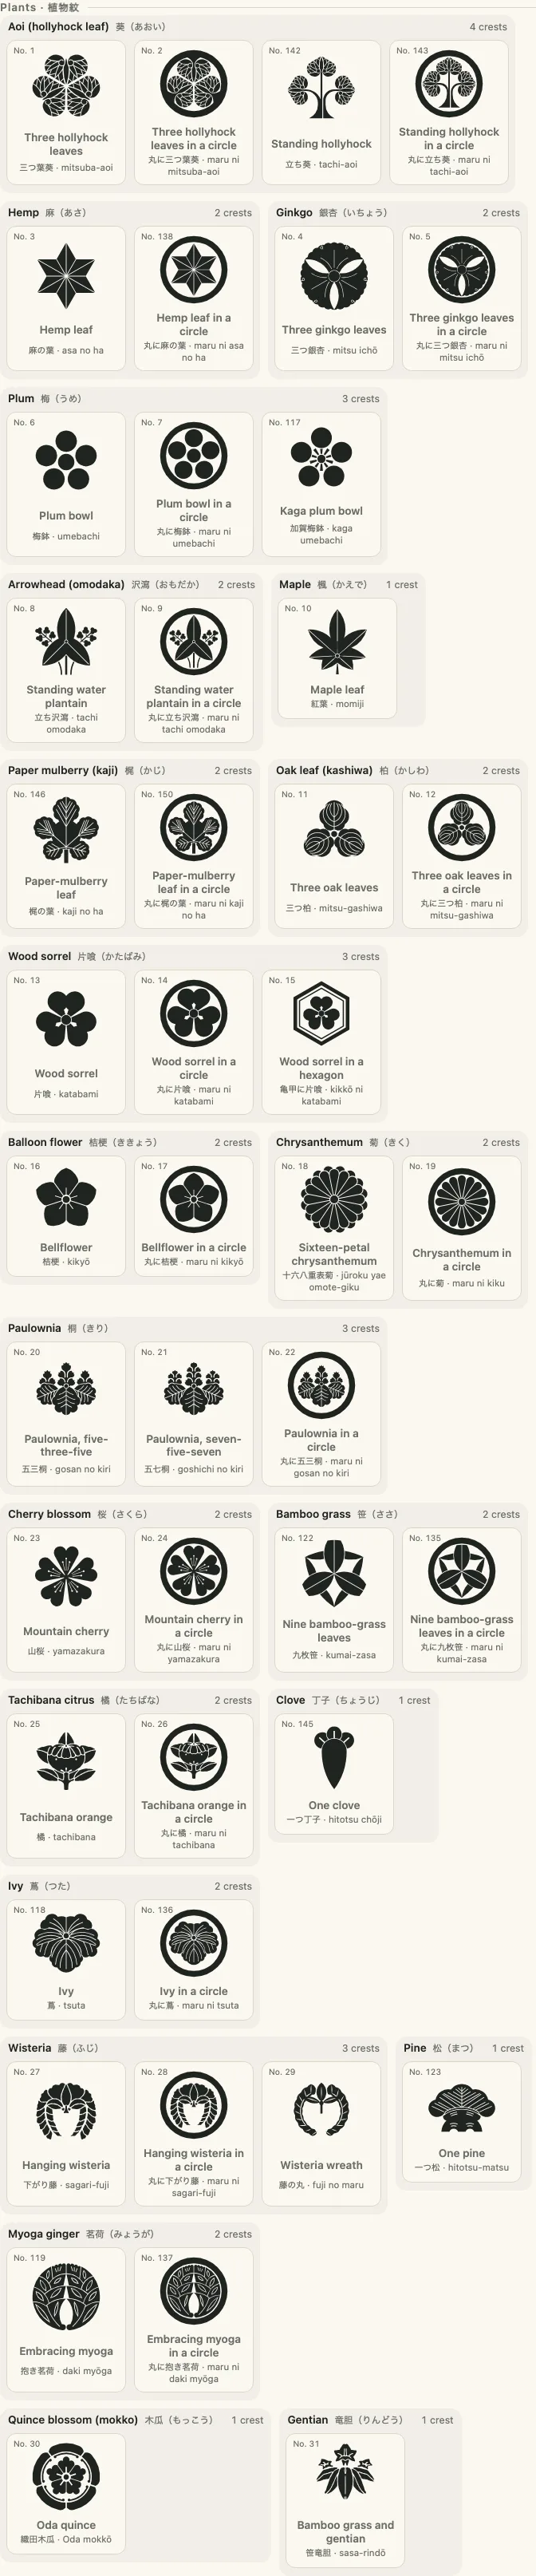 Plants · 植物紋
Aoi (hollyhock leaf) 葵（あおい） 4 crests
No. 1
Three hollyhock
leaves
三つ葉葵 · mitsuba-aoi
No. 2
Three hollyhock
leaves in a circle
丸に三つ葉葵 · maru ni
mitsuba-aoi
No. 142
Standing hollyhock
立ち葵 · tachi-aoi
No. 143
Standing hollyhock
in a circle
丸に立ち葵 · maru ni
tachi-aoi
Hemp 麻（あさ） 2 crests
No. 3
Hemp leaf
麻の葉 · asa no ha
No. 138
Hemp leaf in a
circle
丸に麻の葉 · maru ni asa
no ha
Ginkgo 銀杏（いちょう） 2 crests
No. 4
Three ginkgo leaves
三つ銀杏 · mitsu ichō
No. 5
Three ginkgo leaves
in a circle
丸に三つ銀杏 · maru ni
mitsu ichō
Plum 梅（うめ） 3 crests
No. 6
Plum bowl
梅鉢 · umebachi
No. 7
Plum bowl in a
circle
丸に梅鉢 · maru ni
umebachi
No. 117
Kaga plum bowl
加賀梅鉢 · kaga
umebachi
Arrowhead (omodaka) 沢瀉（おもだか） 2 crests
No. 8
Standing water
plantain
立ち沢瀉 · tachi
omodaka
No. 9
Standing water
plantain in a circle
丸に立ち沢瀉 · maru ni
tachi omodaka
Maple 楓（かえで） 1 crest
No. 10
Maple leaf
紅葉 · momiji
Paper mulberry (kaji) 梶（かじ） 2 crests
No. 146
Paper-mulberry
leaf
梶の葉 · kaji no ha
No. 150
Paper-mulberry
leaf in a circle
丸に梶の葉 · maru ni kaji
no ha
Oak leaf (kashiwa) 柏（かしわ） 2 crests
No. 11
Three oak leaves
三つ柏 · mitsu-gashiwa
No. 12
Three oak leaves in
a circle
丸に三つ柏 · maru ni
mitsu-gashiwa
Wood sorrel 片喰（かたばみ） 3 crests
No. 13
Wood sorrel
片喰 · katabami
No. 14
Wood sorrel in a
circle
丸に片喰 · maru ni
katabami
No. 15
Wood sorrel in a
hexagon
亀甲に片喰 · kikkō ni
katabami
Balloon flower 桔梗（ききょう） 2 crests
No. 16
Bellflower
桔梗 · kikyō
No. 17
Bellflower in a circle
丸に桔梗 · maru ni kikyō
Chrysanthemum 菊（きく） 2 crests
No. 18
Sixteen-petal
chrysanthemum
十六八重表菊 · jūroku yae
omote-giku
No. 19
Chrysanthemum in
a circle
丸に菊 · maru ni kiku
Paulownia 桐（きり） 3 crests
No. 20
Paulownia, five-
three-five
五三桐 · gosan no kiri
No. 21
Paulownia, seven-
five-seven
五七桐 · goshichi no kiri
No. 22
Paulownia in a
circle
丸に五三桐 · maru ni
gosan no kiri
Cherry blossom 桜（さくら） 2 crests
No. 23
Mountain cherry
山桜 · yamazakura
No. 24
Mountain cherry in
a circle
丸に山桜 · maru ni
yamazakura
Bamboo grass 笹（ささ） 2 crests
No. 122
Nine bamboo-grass
leaves
九枚笹 · kumai-zasa
No. 135
Nine bamboo-grass
leaves in a circle
丸に九枚笹 · maru ni
kumai-zasa
Tachibana citrus 橘（たちばな） 2 crests
No. 25
Tachibana orange
橘 · tachibana
No. 26
Tachibana orange in
a circle
丸に橘 · maru ni
tachibana
Clove 丁子（ちょうじ） 1 crest
No. 145
One clove
一つ丁子 · hitotsu chōji
Ivy 蔦（つた） 2 crests
No. 118
Ivy
蔦 · tsuta
No. 136
Ivy in a circle
丸に蔦 · maru ni tsuta
Wisteria 藤（ふじ） 3 crests
No. 27
Hanging wisteria
下がり藤 · sagari-fuji
No. 28
Hanging wisteria in
a circle
丸に下がり藤 · maru ni
sagari-fuji
No. 29
Wisteria wreath
藤の丸 · fuji no maru
Pine 松（まつ） 1 crest
No. 123
One pine
一つ松 · hitotsu-matsu
Myoga ginger 茗荷（みょうが） 2 crests
No. 119
Embracing myoga
抱き茗荷 · daki myōga
No. 137
Embracing myoga
in a circle
丸に抱き茗荷 · maru ni
daki myōga
Quince blossom (mokko) 木瓜（もっこう） 1 crest
No. 30
Oda quince
織田木瓜 · Oda mokkō
Gentian 竜胆（りんどう） 1 crest
No. 31
Bamboo grass and
gentian
笹竜胆 · sasa-rindō